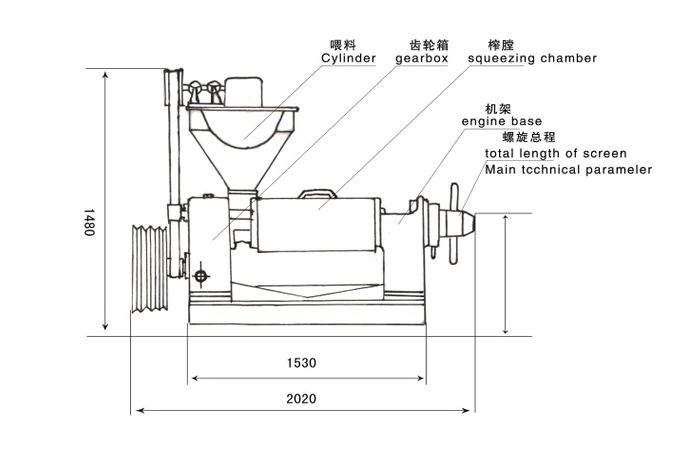 喂料
Cylinder
齿轮箱
gearbox
榨膛
squeezing chamber
机架
engine base
螺旋总程
total length of screen
Main tcchnical parameler
1480
1530
2020